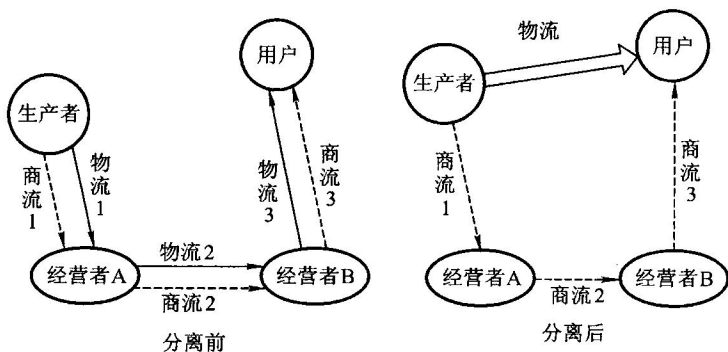 用户
生产者
商流1
物流1
物流3
商流3
经营者A
物流2
商流2
经营者B
分离前
物流
用户
生产者
商流1
商流3
经营者A
商流2
经营者B
分离后